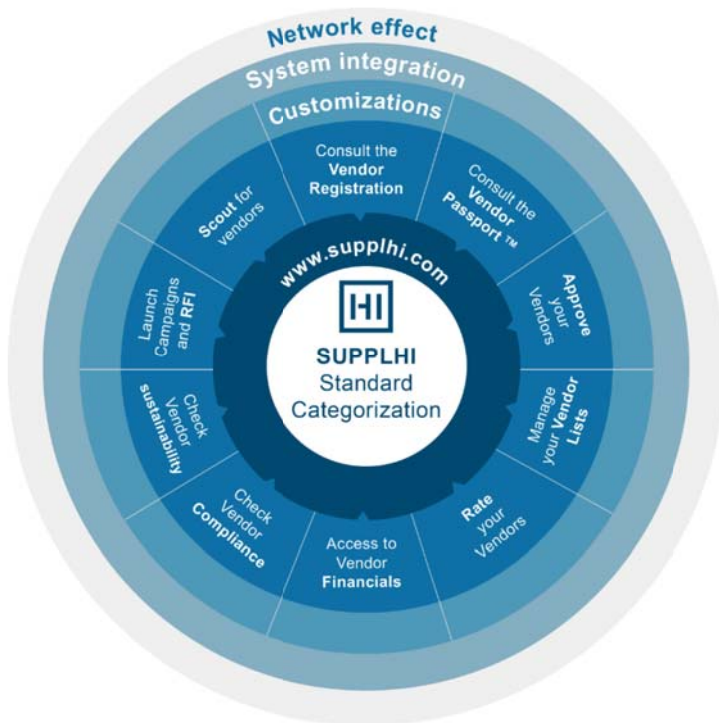 Network effect
System integration
Customizations
Consult the
Vendor
Registration
Consult the
Vendor
Passport ™
Approve
your
Vendors
Manage
your Vendor
Lists
Rate
your
Vendors
Access to
Vendor
Financials
Check
Vendor
Compliance
Check
Vendor
sustainability
Launch
Campaigns
and RFI
Scout for
vendors
www.supplhi.com
HI
SUPPLHI
Standard
Categorization